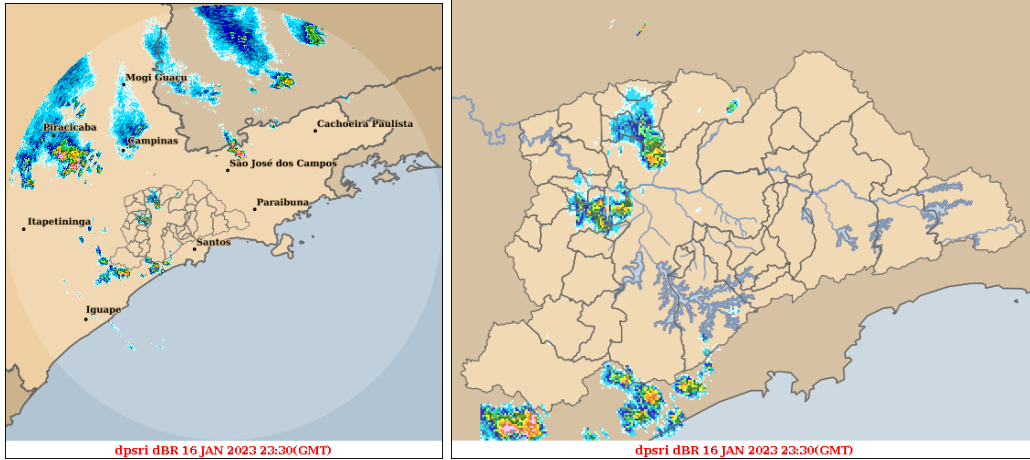 Mogi Guaçu
Piracicaba
Campinas
Cachoeira Paulista
São José dos Campos
Paraibuna
Itapetininga
Santos
Iguape
dpsri dBR 16 JAN 2023 23:30(GMT)
dpsri dBR 16 JAN 2023 23:30(GMT)